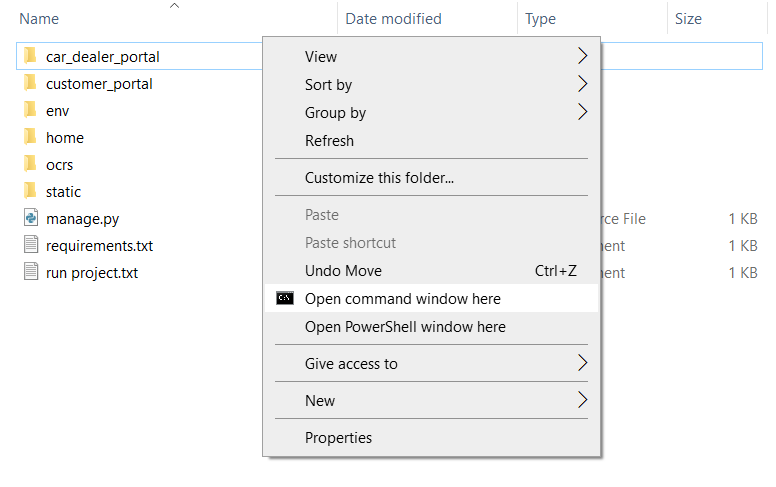 Name Date modified Type Size
car_dealer_portal
View
customer_portal
Sort by
env
Group by
home
Refresh
ocrs
Customize this folder...
static
manage.py
Paste
rce File 1 KB
requirements.txt
Paste shortcut
ent 1 KB
run project.txt
Undo Move Ctrl+Z
ent 1 KB
C:\
Open command window here
Open PowerShell window here
Give access to
New
Properties